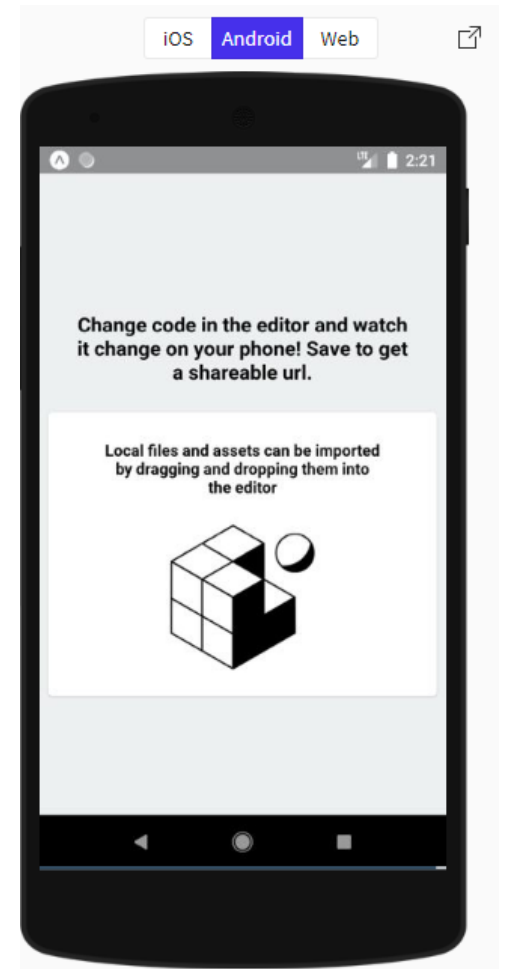 iOS Android Web
LTE 2:21
Change code in the editor and watch
it change on your phone! Save to get
a shareable url.
Local files and assets can be imported
by dragging and dropping them into
the editor